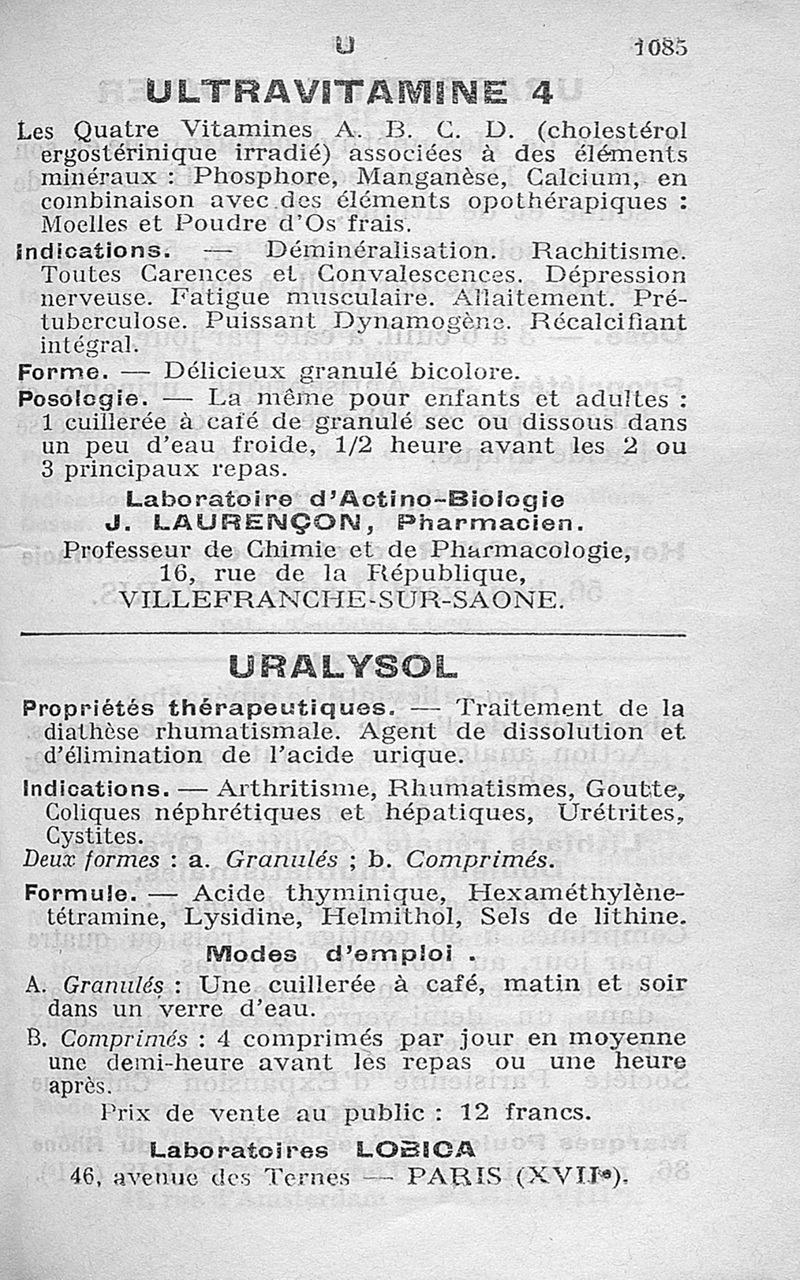 U 1085
ULTRAVITAMINE 4
Les Quatre Vitamines A. B. C. D. (cholestérol
ergostérinique irradié) associées à des éléments
minéraux : Phosphore, Manganèse, Calcium, en
combinaison avec des éléments opothérapiques :
Moelles et Poudre d'Os frais.
Indications. — Déminéralisation. Rachitisme.
Toutes Carences et Convalescences. Dépression
nerveuse. Fatigue musculaire. Allaitement. Pré-
tuberculose. Puissant Dynamogène. Récalcifiant
intégral.
Forme. — Délicieux granulé bicolore.
Posologie. — La même pour enfants et adultes :
1 cuillerée à café de granulé sec ou dissous dans
un peu d'eau froide, 1/2 heure avant les 2 ou
3 principaux repas.
Laboratoire d'Actino-Biologie
J. LAURENÇON, Pharmacien.
Professeur de Chimie et de Pharmacologie,
16, rue de la République,
VILLEFRANCHE-SUR-SAONE.
URALYSOL
Propriétés thérapeutiques. — Traitement de la
diathèse rhumatismale. Agent de dissolution et
d'élimination de l'acide urique.
Indications. — Arthritisme, Rhumatismes, Goutte,
Coliques néphrétiques et hépatiques, Urétrites,
Cystites.
Deux formes : a. Granulés ; b. Comprimés.
Formule. — Acide thyminique, Hexaméthylène-
tétramine, Lysidine, Helmithol, Sels de lithine.
Modes d'emploi .
A. Granulés : Une cuillerée à café, matin et soir
dans un verre d'eau.
B. Comprimés : 4 comprimés par jour en moyenne
une demi-heure avant les repas ou une heure
après.
Prix de vente au public : 12 francs.
Laboratoires LOBICA
46, avenue des Ternes — PARIS (XVIIe).